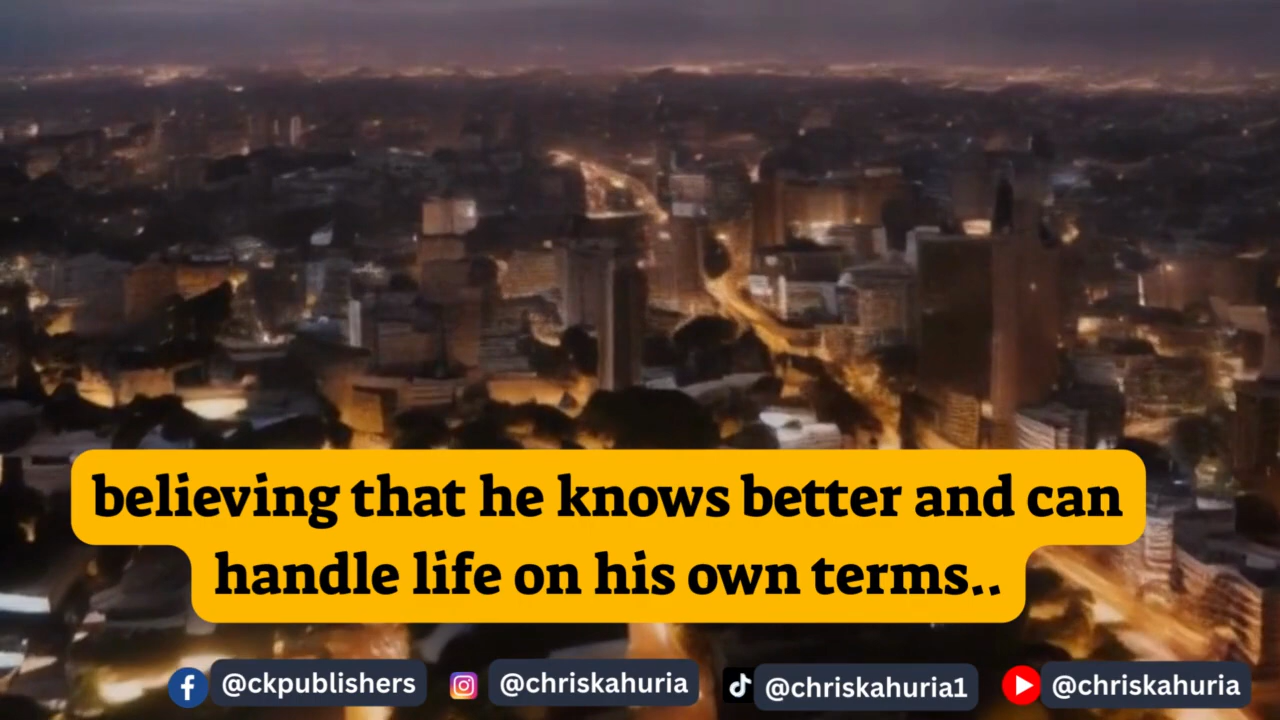 believing that he knows better and can
handle life on his own terms..
@ckpublishers @chriskahuria @chriskahuria1 @chriskahuria